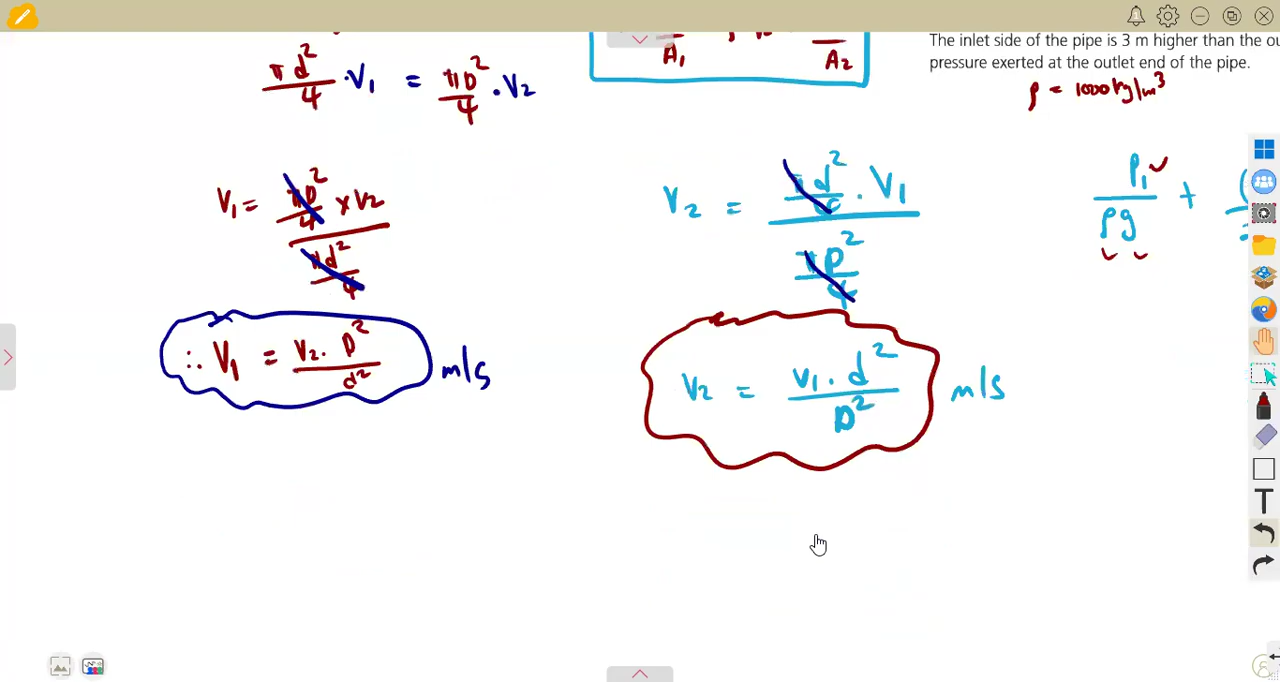 The inlet side of the pipe is 3 m higher than the ou
pressure exerted at the outlet end of the pipe.
ρ = 1000 kg/m³
A₁
A₂
πd²/4 · V₁ = πD²/4 · V₂
V₁ = (πD²/4 × V₂) / (πd²/4)
V₂ = (πd²/4 · V₁) / (πD²/4)
P₁/ρg +
∴ V₁ = V₂ · D² / d² m/s
V₂ = V₁ · d² / D² m/s
T